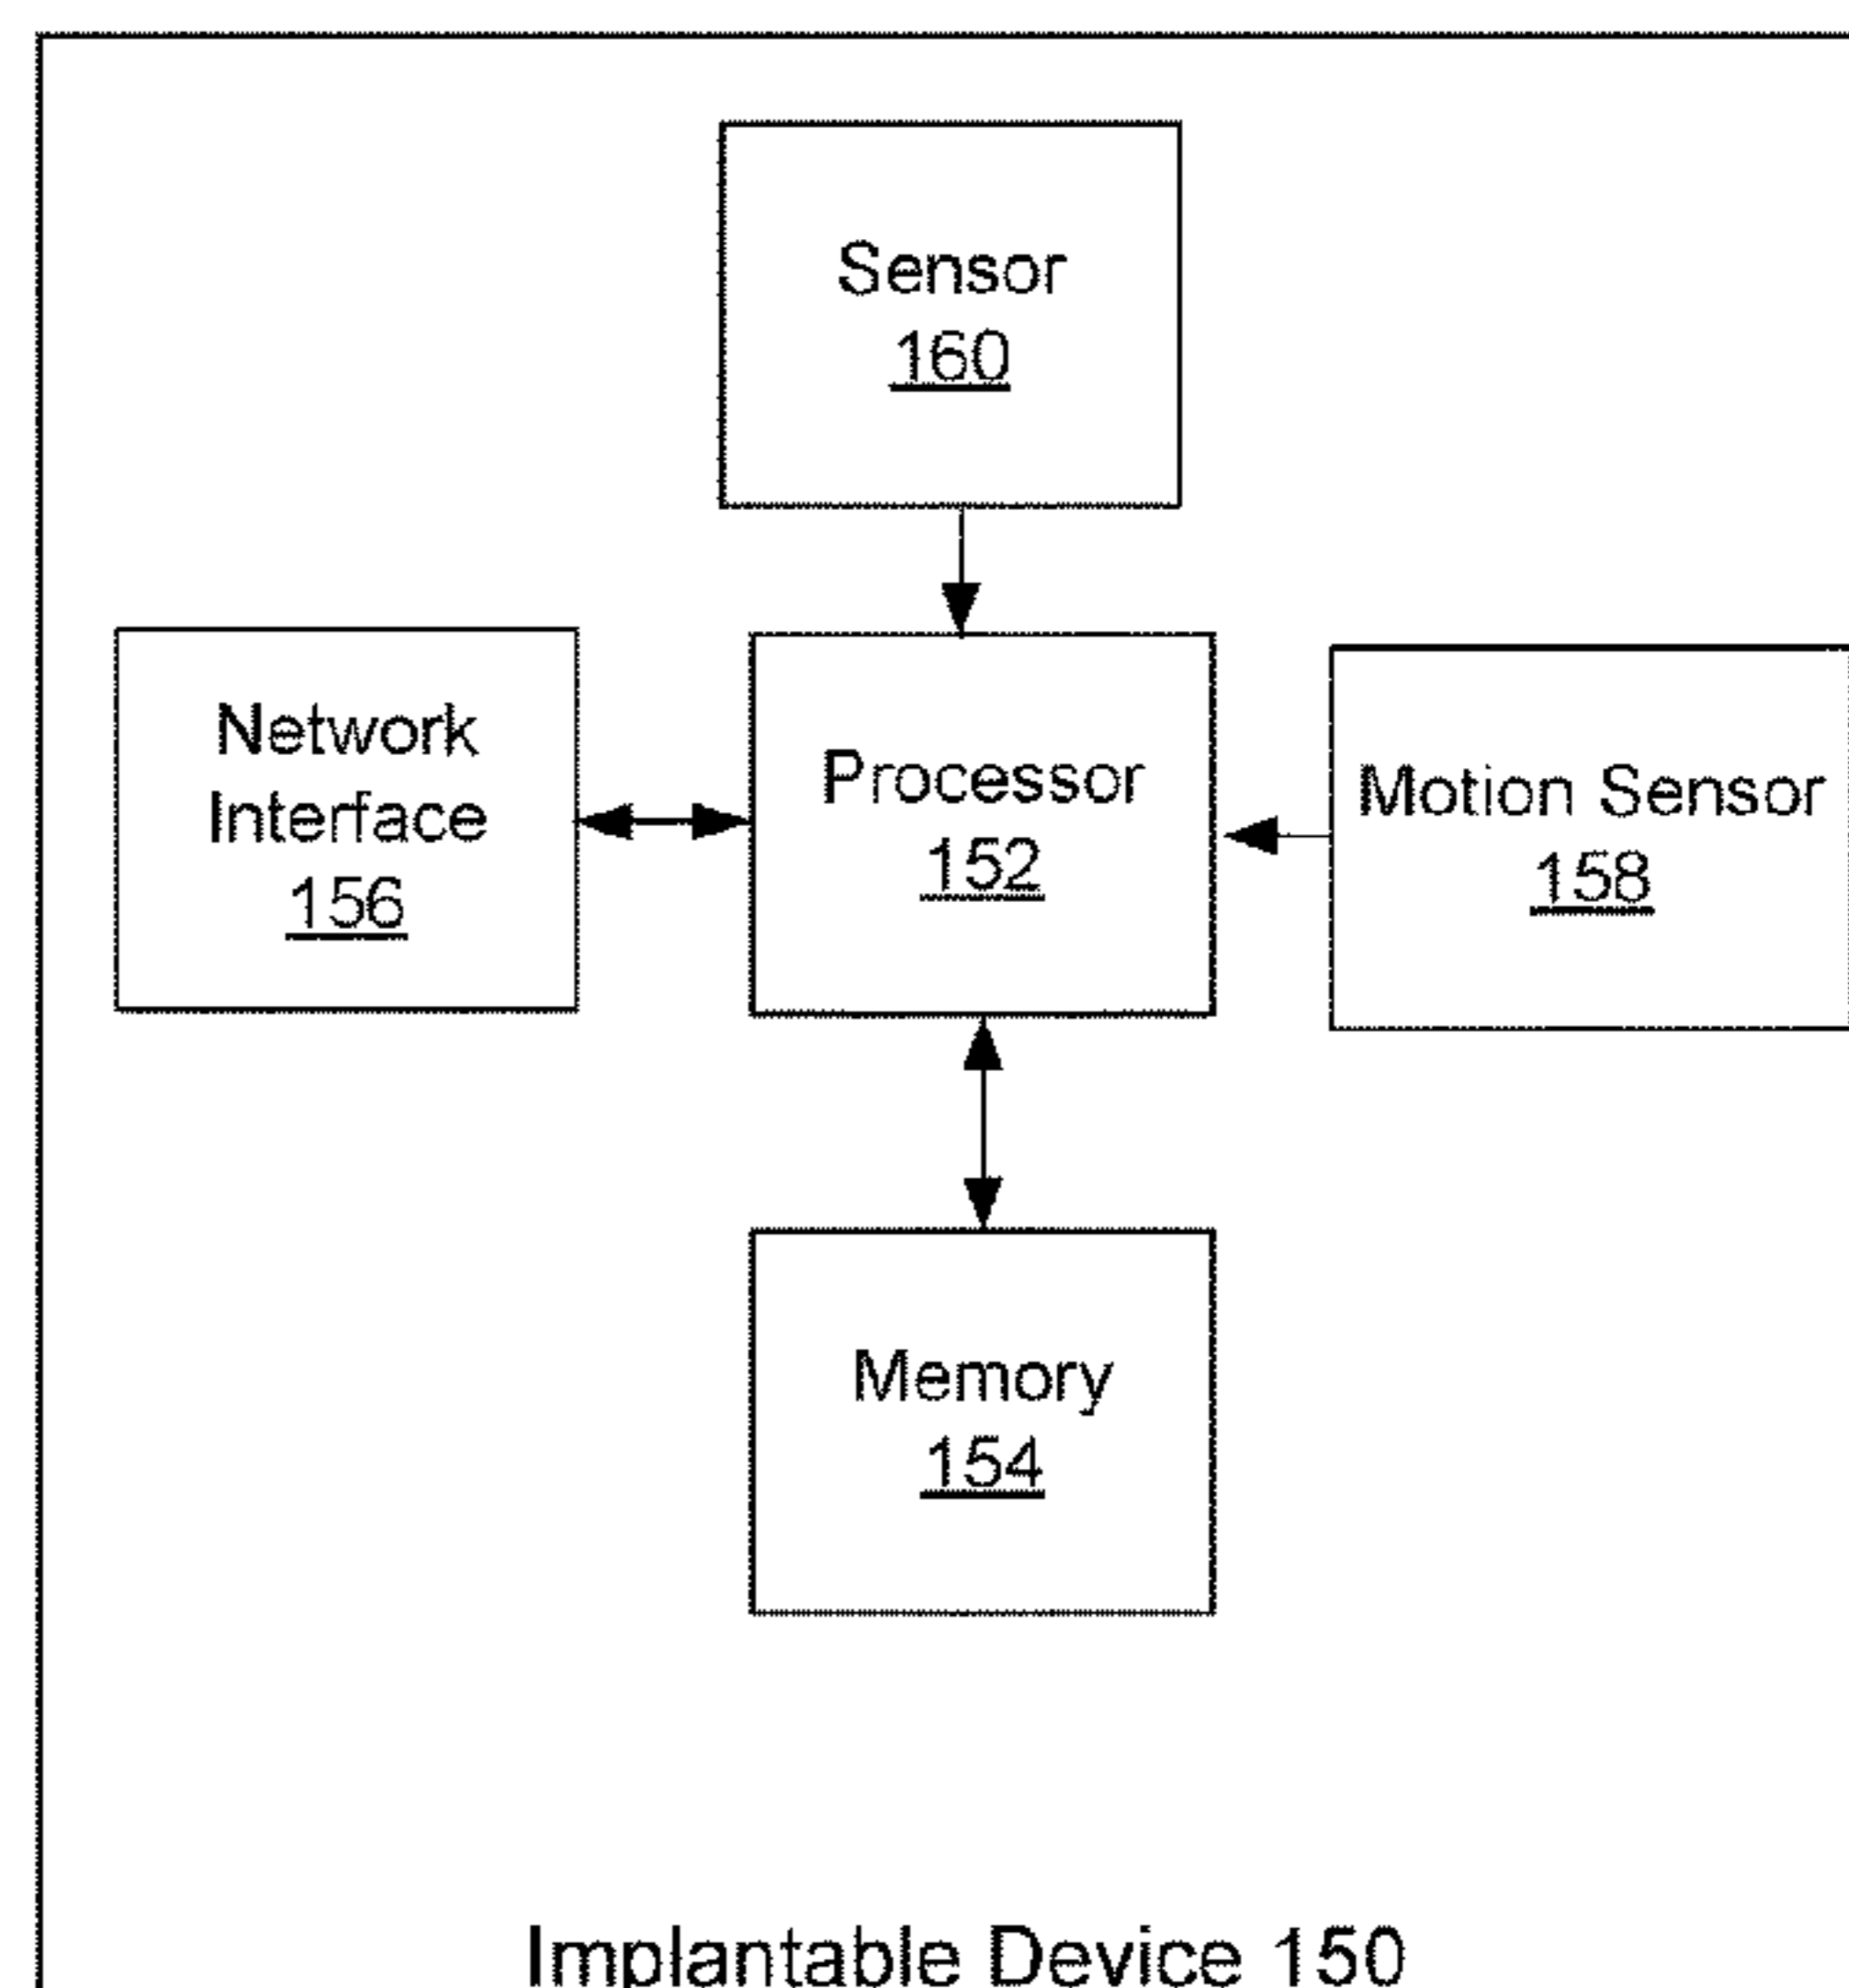 Sensor
160
Network
Interface
156
Processor
152
Motion Sensor
158
Memory
154
Implantable Device 150